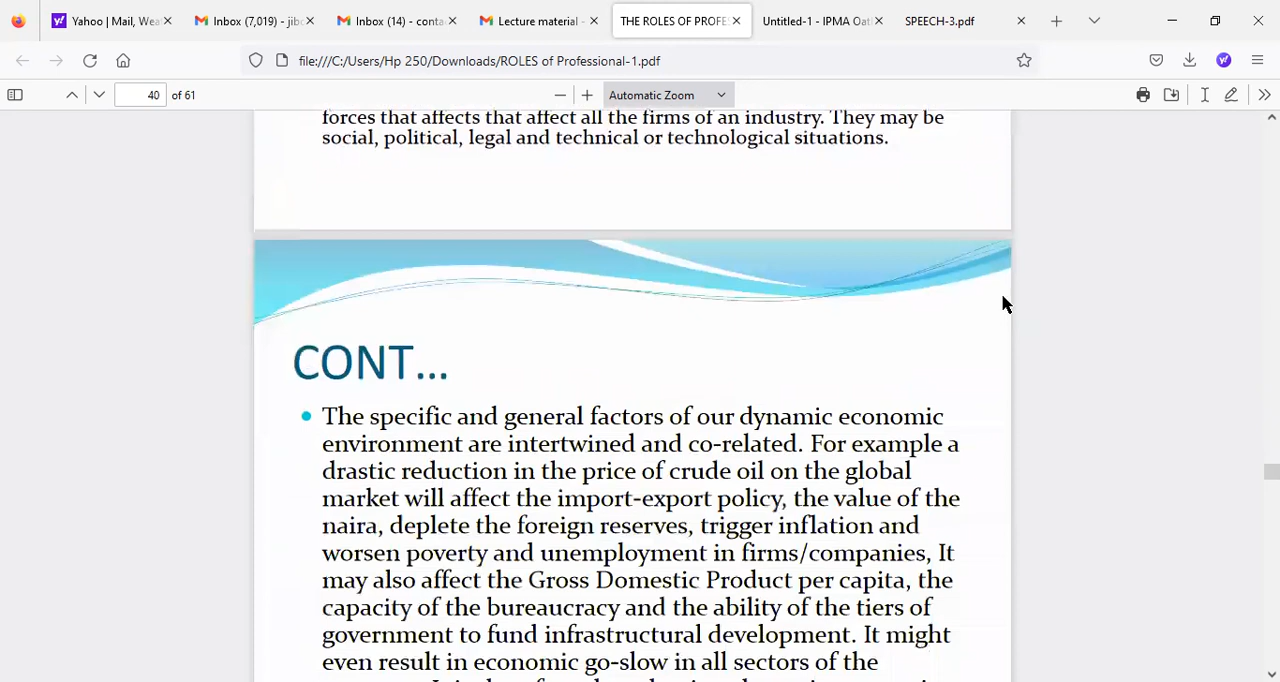 Yahoo | Mail, Wea
Inbox (7,019) - jib
Inbox (14) - conta
Lecture material -
THE ROLES OF PROFE
Untitled-1 - IPMA Oat
SPEECH-3.pdf
file:///C:/Users/Hp 250/Downloads/ROLES of Professional-1.pdf
40 of 61
Automatic Zoom
forces that affects that affect all the firms of an industry. They may be
social, political, legal and technical or technological situations.
CONT...
The specific and general factors of our dynamic economic
environment are intertwined and co-related. For example a
drastic reduction in the price of crude oil on the global
market will affect the import-export policy, the value of the
naira, deplete the foreign reserves, trigger inflation and
worsen poverty and unemployment in firms/companies, It
may also affect the Gross Domestic Product per capita, the
capacity of the bureaucracy and the ability of the tiers of
government to fund infrastructural development. It might
even result in economic go-slow in all sectors of the